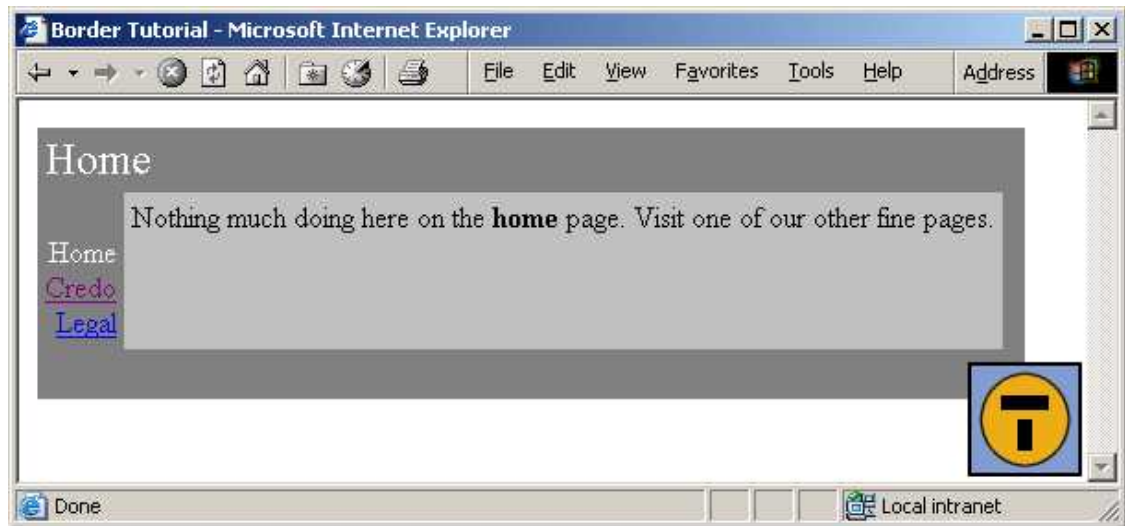 Border Tutorial - Microsoft Internet Explorer
File Edit View Favorites Tools Help Address
Home
Nothing much doing here on the home page. Visit one of our other fine pages.
Home
Credo
Legal
Done
Local intranet